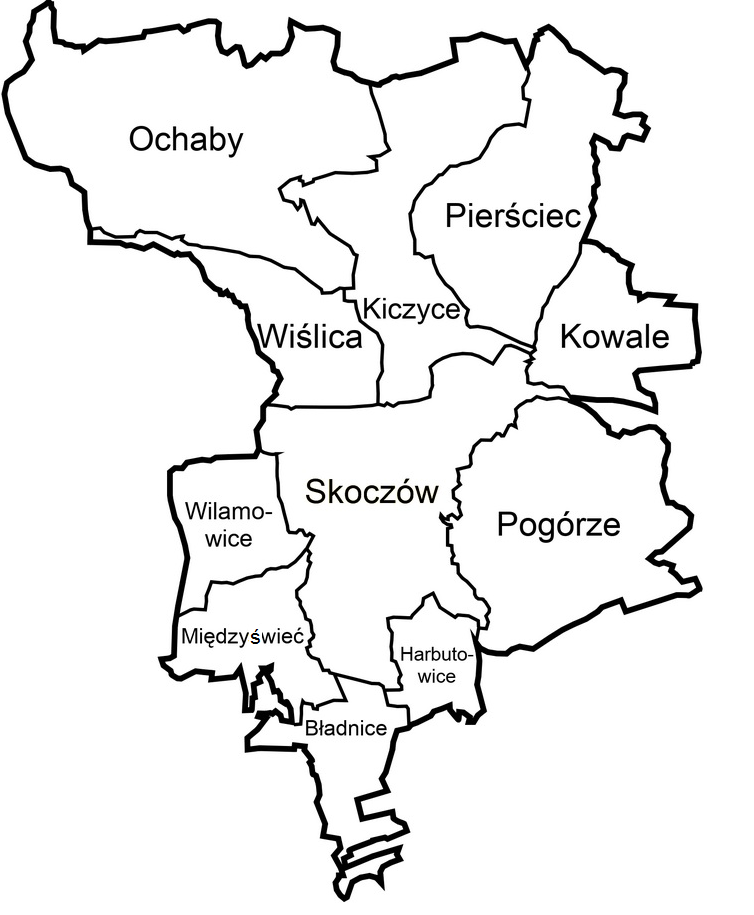 Ochaby
Pierściec
Kiczyce
Wiślica
Kowale
Skoczów
Wilamo-
wice
Pogórze
Międzyświeć
Harbuto-
wice
Bładnice